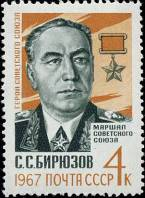 ГЕРОЙ СОВЕТСКОГО СОЮЗА
МАРШАЛ
СОВЕТСКОГО
СОЮЗА
С.С.БИРЮЗОВ
1967 ПОЧТА СССР 4К